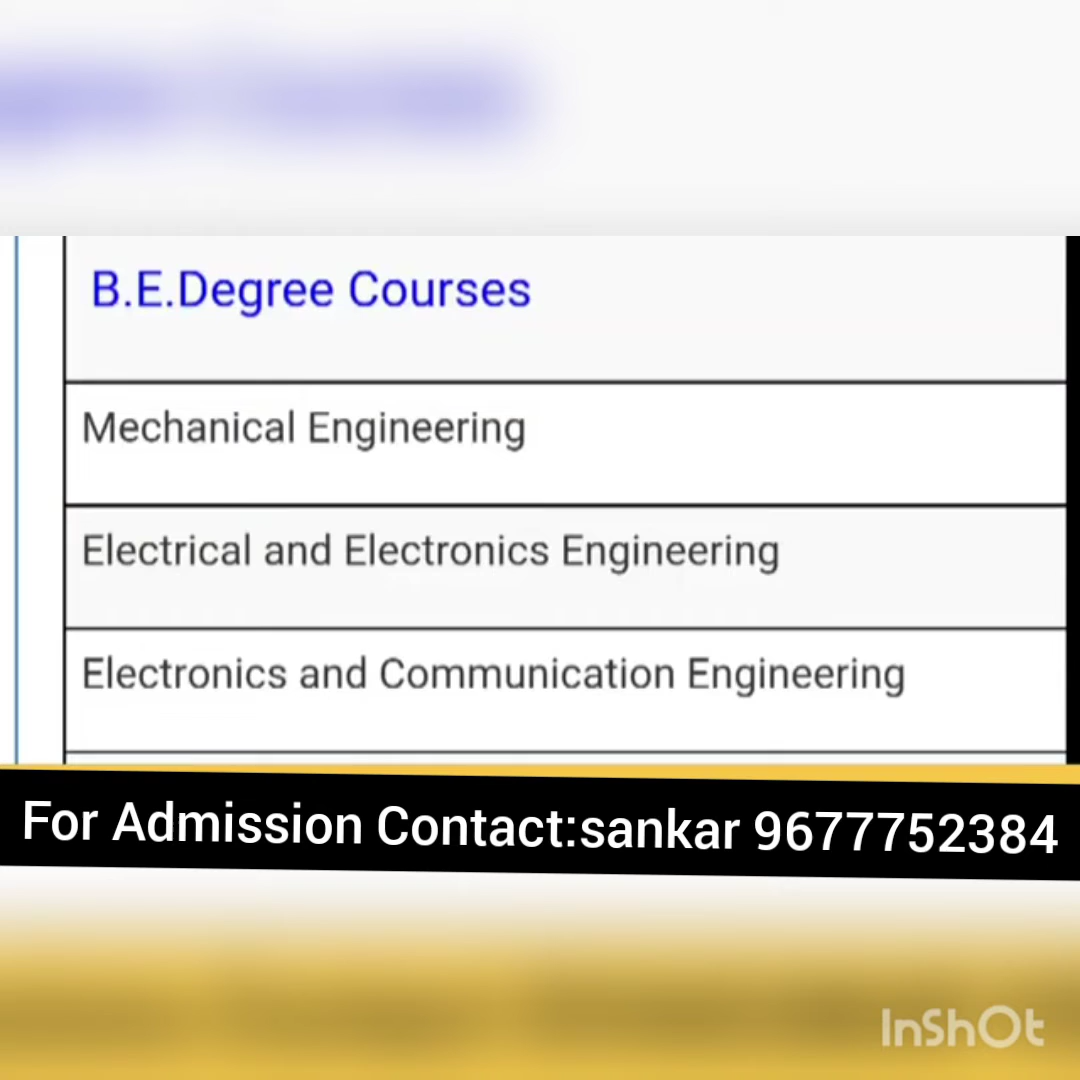 B.E.Degree Courses
Mechanical Engineering
Electrical and Electronics Engineering
Electronics and Communication Engineering
For Admission Contact:sankar 9677752384
InShOt